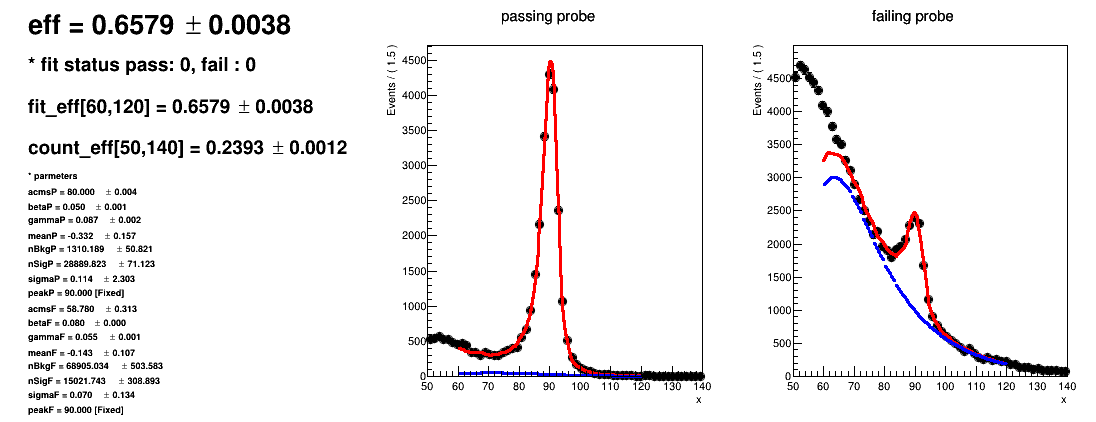 eff = 0.6579 ± 0.0038
* fit status pass: 0, fail : 0
fit_eff[60,120] = 0.6579 ± 0.0038
count_eff[50,140] = 0.2393 ± 0.0012
* parmeters
acmsP = 80.000 ± 0.004
betaP = 0.050 ± 0.001
gammaP = 0.087 ± 0.002
meanP = -0.332 ± 0.157
nBkgP = 1310.189 ± 50.821
nSigP = 28889.823 ± 71.123
sigmaP = 0.114 ± 2.303
peakP = 90.000 [Fixed]
acmsF = 58.780 ± 0.313
betaF = 0.080 ± 0.000
gammaF = 0.055 ± 0.001
meanF = -0.143 ± 0.107
nBkgF = 68905.034 ± 503.583
nSigF = 15021.743 ± 308.893
sigmaF = 0.070 ± 0.134
peakF = 90.000 [Fixed]
passing probe
Events / ( 1.5 )
4500
4000
3500
3000
2500
2000
1500
1000
500
0
50 60 70 80 90 100 110 120 130 140
x
failing probe
Events / ( 1.5 )
4500
4000
3500
3000
2500
2000
1500
1000
500
0
50 60 70 80 90 100 110 120 130 140
x